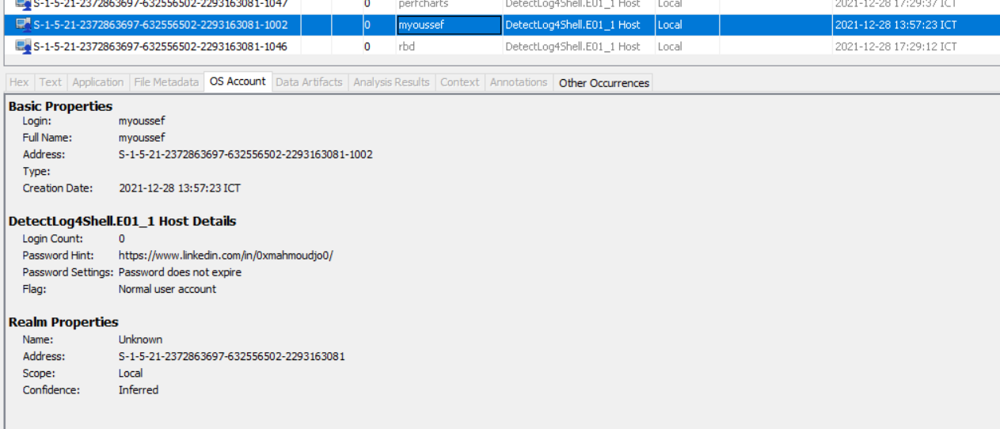 S-1-5-21-2372863697-632556502-2293163081-1047 0 perfcharts DetectLog4Shell.E01_1 Host Local 2021-12-28 17:29:37 ICT
S-1-5-21-2372863697-632556502-2293163081-1002 0 myoussef DetectLog4Shell.E01_1 Host Local 2021-12-28 13:57:23 ICT
S-1-5-21-2372863697-632556502-2293163081-1046 0 rbd DetectLog4Shell.E01_1 Host Local 2021-12-28 17:29:12 ICT
Hex Text Application File Metadata OS Account Data Artifacts Analysis Results Context Annotations Other Occurrences
Basic Properties
Login: myoussef
Full Name: myoussef
Address: S-1-5-21-2372863697-632556502-2293163081-1002
Type:
Creation Date: 2021-12-28 13:57:23 ICT
DetectLog4Shell.E01_1 Host Details
Login Count: 0
Password Hint: https://www.linkedin.com/in/0xmahmoudjo0/
Password Settings: Password does not expire
Flag: Normal user account
Realm Properties
Name: Unknown
Address: S-1-5-21-2372863697-632556502-2293163081
Scope: Local
Confidence: Inferred